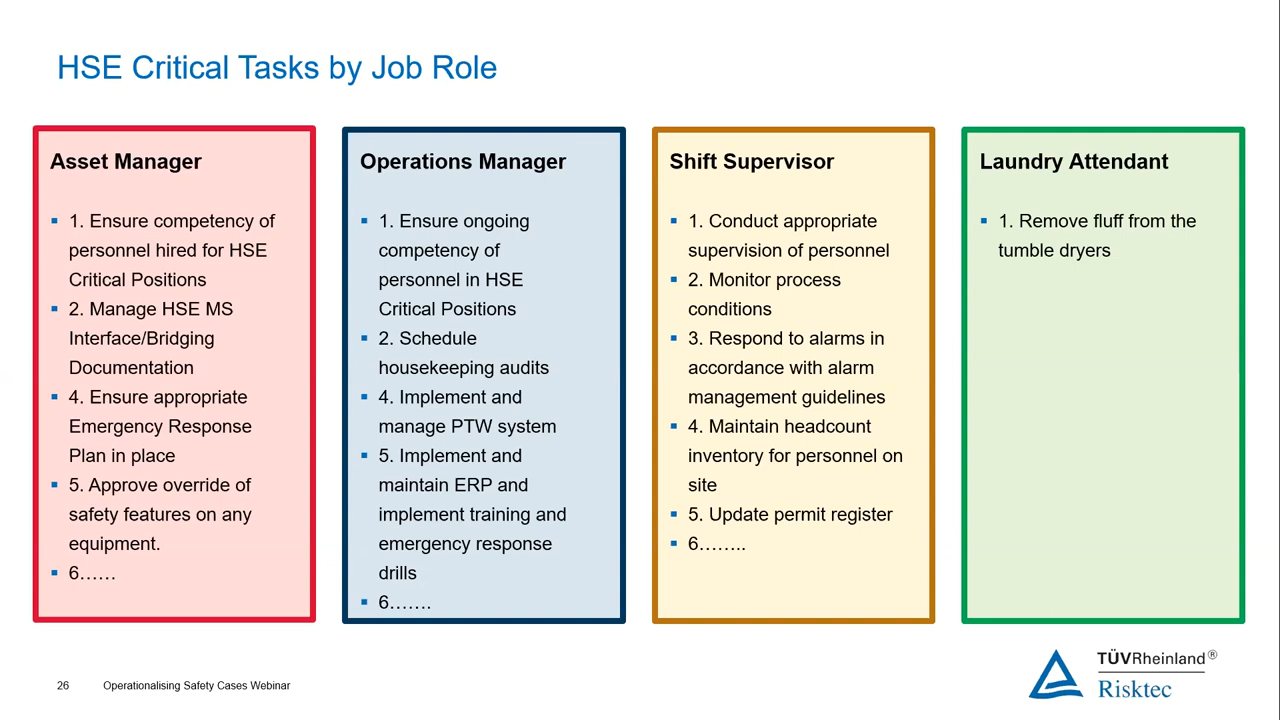 HSE Critical Tasks by Job Role
Asset Manager
1. Ensure competency of
personnel hired for HSE
Critical Positions
2. Manage HSE MS
Interface/Bridging
Documentation
4. Ensure appropriate
Emergency Response
Plan in place
5. Approve override of
safety features on any
equipment.
6......
Operations Manager
1. Ensure ongoing
competency of
personnel in HSE
Critical Positions
2. Schedule
housekeeping audits
4. Implement and
manage PTW system
5. Implement and
maintain ERP and
implement training and
emergency response
drills
6.......
Shift Supervisor
1. Conduct appropriate
supervision of personnel
2. Monitor process
conditions
3. Respond to alarms in
accordance with alarm
management guidelines
4. Maintain headcount
inventory for personnel on
site
5. Update permit register
6........
Laundry Attendant
1. Remove fluff from the
tumble dryers
26 Operationalising Safety Cases Webinar
TÜVRheinland®
Risktec